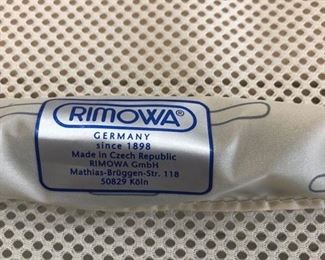 RIMOWA®
GERMANY
since 1898
Made in Czech Republic
RIMOWA GmbH
Mathias-Brüggen-Str. 118
50829 Köln